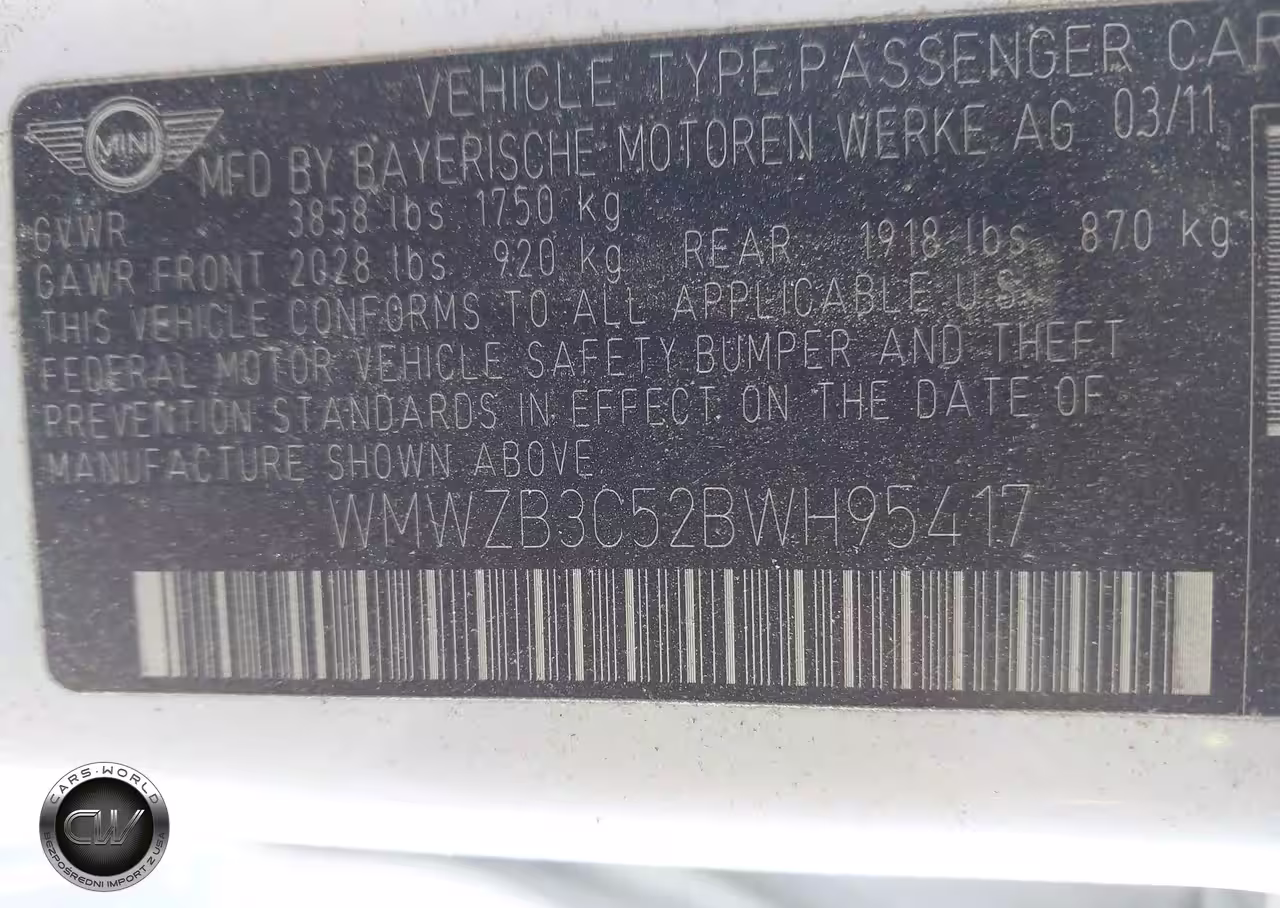 VEHICLE TYPE PASSENGER CAR
MINI
MFD BY BAYERISCHE MOTOREN WERKE AG 03/11
GVWR 3858 lbs 1750 kg
GAWR FRONT 2028 lbs 920 kg REAR 1918 lbs 870 kg
THIS VEHICLE CONFORMS TO ALL APPLICABLE U.S.
FEDERAL MOTOR VEHICLE SAFETY BUMPER AND THEFT
PREVENTION STANDARDS IN EFFECT ON THE DATE OF
MANUFACTURE SHOWN ABOVE
WMWZB3C52BWH95417
CARS·WORLD
CW
BEZPOŚREDNI IMPORT Z USA